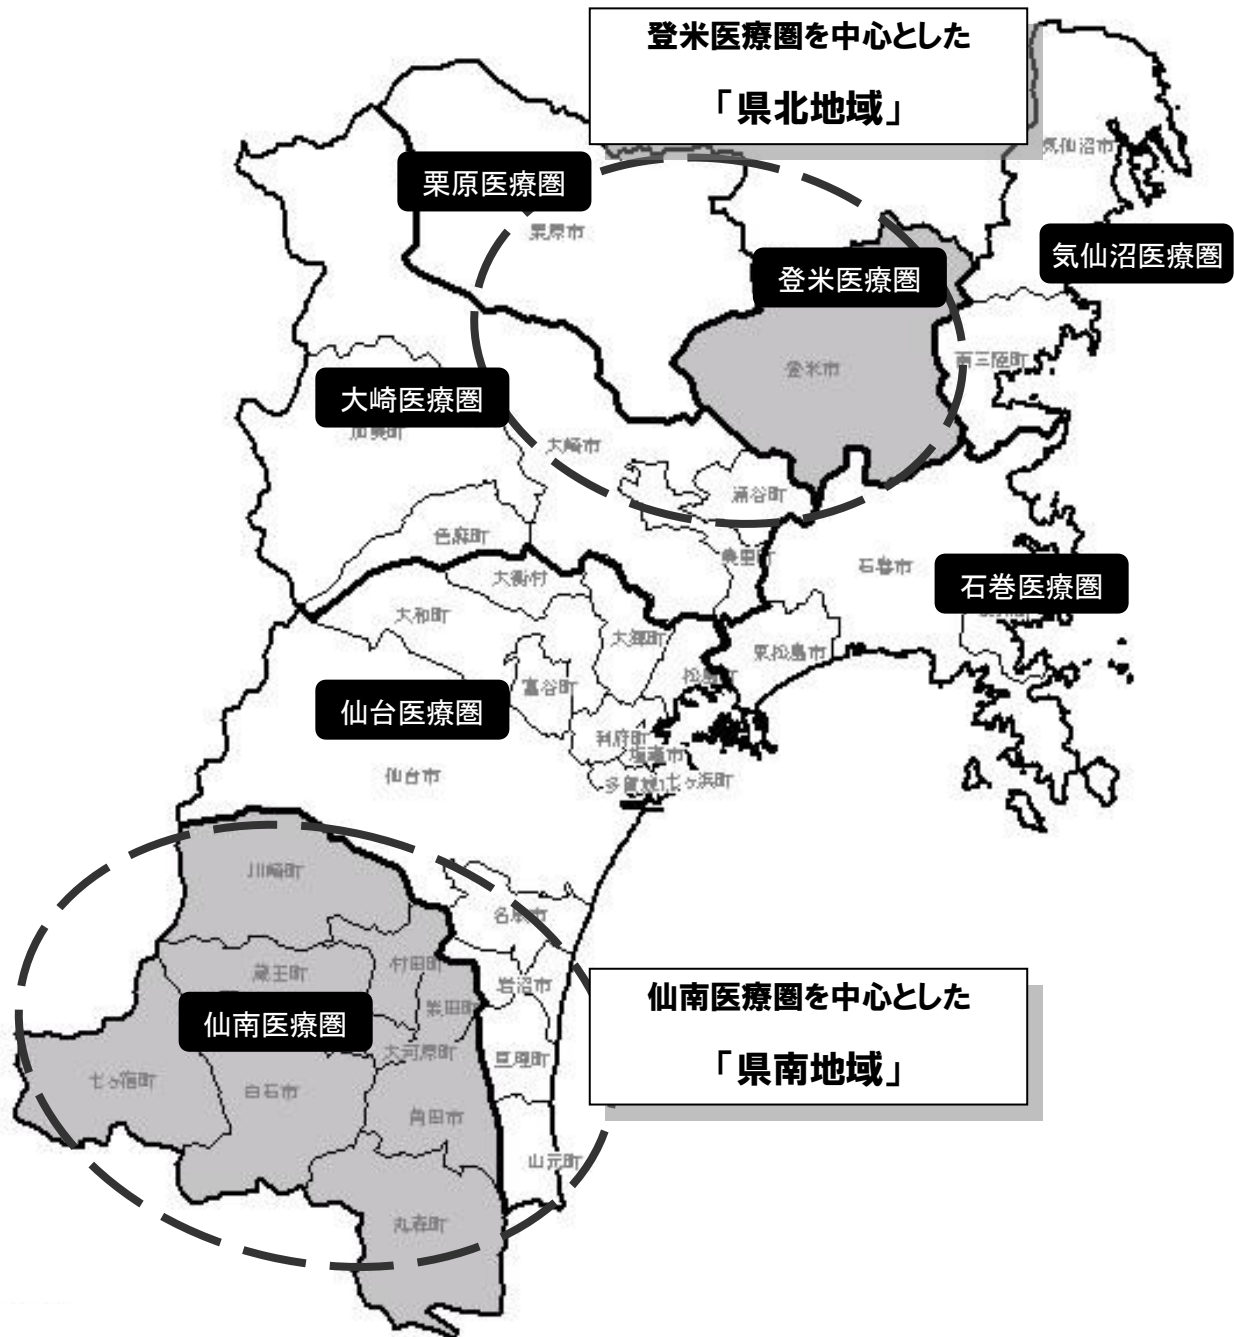 登米医療圏を中心とした
「県北地域」
気仙沼市
栗原医療圏
栗原市
気仙沼医療圏
登米医療圏
南三陸町
登米市
大崎医療圏
加美町
大崎市
涌谷町
色麻町
美里町
石巻市
大衡村
石巻医療圏
大和町
大郷町
東松島市
松島町
富谷町
仙台医療圏
利府町
塩竈市
仙台市
多賀城市
七ヶ浜町
川崎町
名取市
村田町
蔵王町
岩沼市
仙南医療圏を中心とした
「県南地域」
柴田町
仙南医療圏
大河原町
亘理町
七ヶ宿町
白石市
角田市
山元町
丸森町